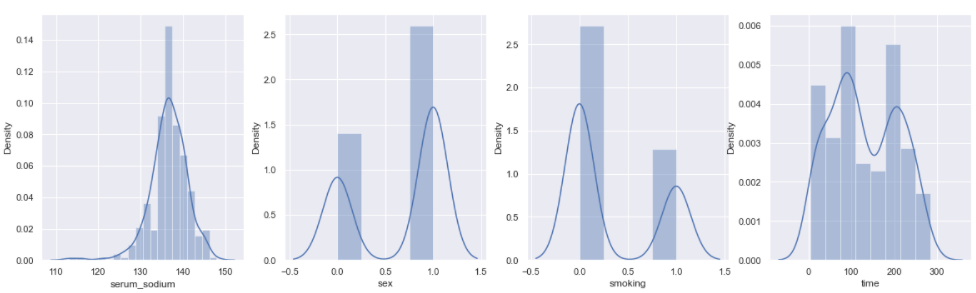 0.14
0.12
0.10
0.08
0.06
0.04
0.02
0.00
Density
110 120 130 140 150
serum_sodium
2.5
2.0
1.5
1.0
0.5
0.0
Density
−0.5 0.0 0.5 1.0 1.5
sex
2.5
2.0
1.5
1.0
0.5
0.0
Density
−0.5 0.0 0.5 1.0 1.5
smoking
0.006
0.005
0.004
0.003
0.002
0.001
0.000
Density
0 100 200 300
time